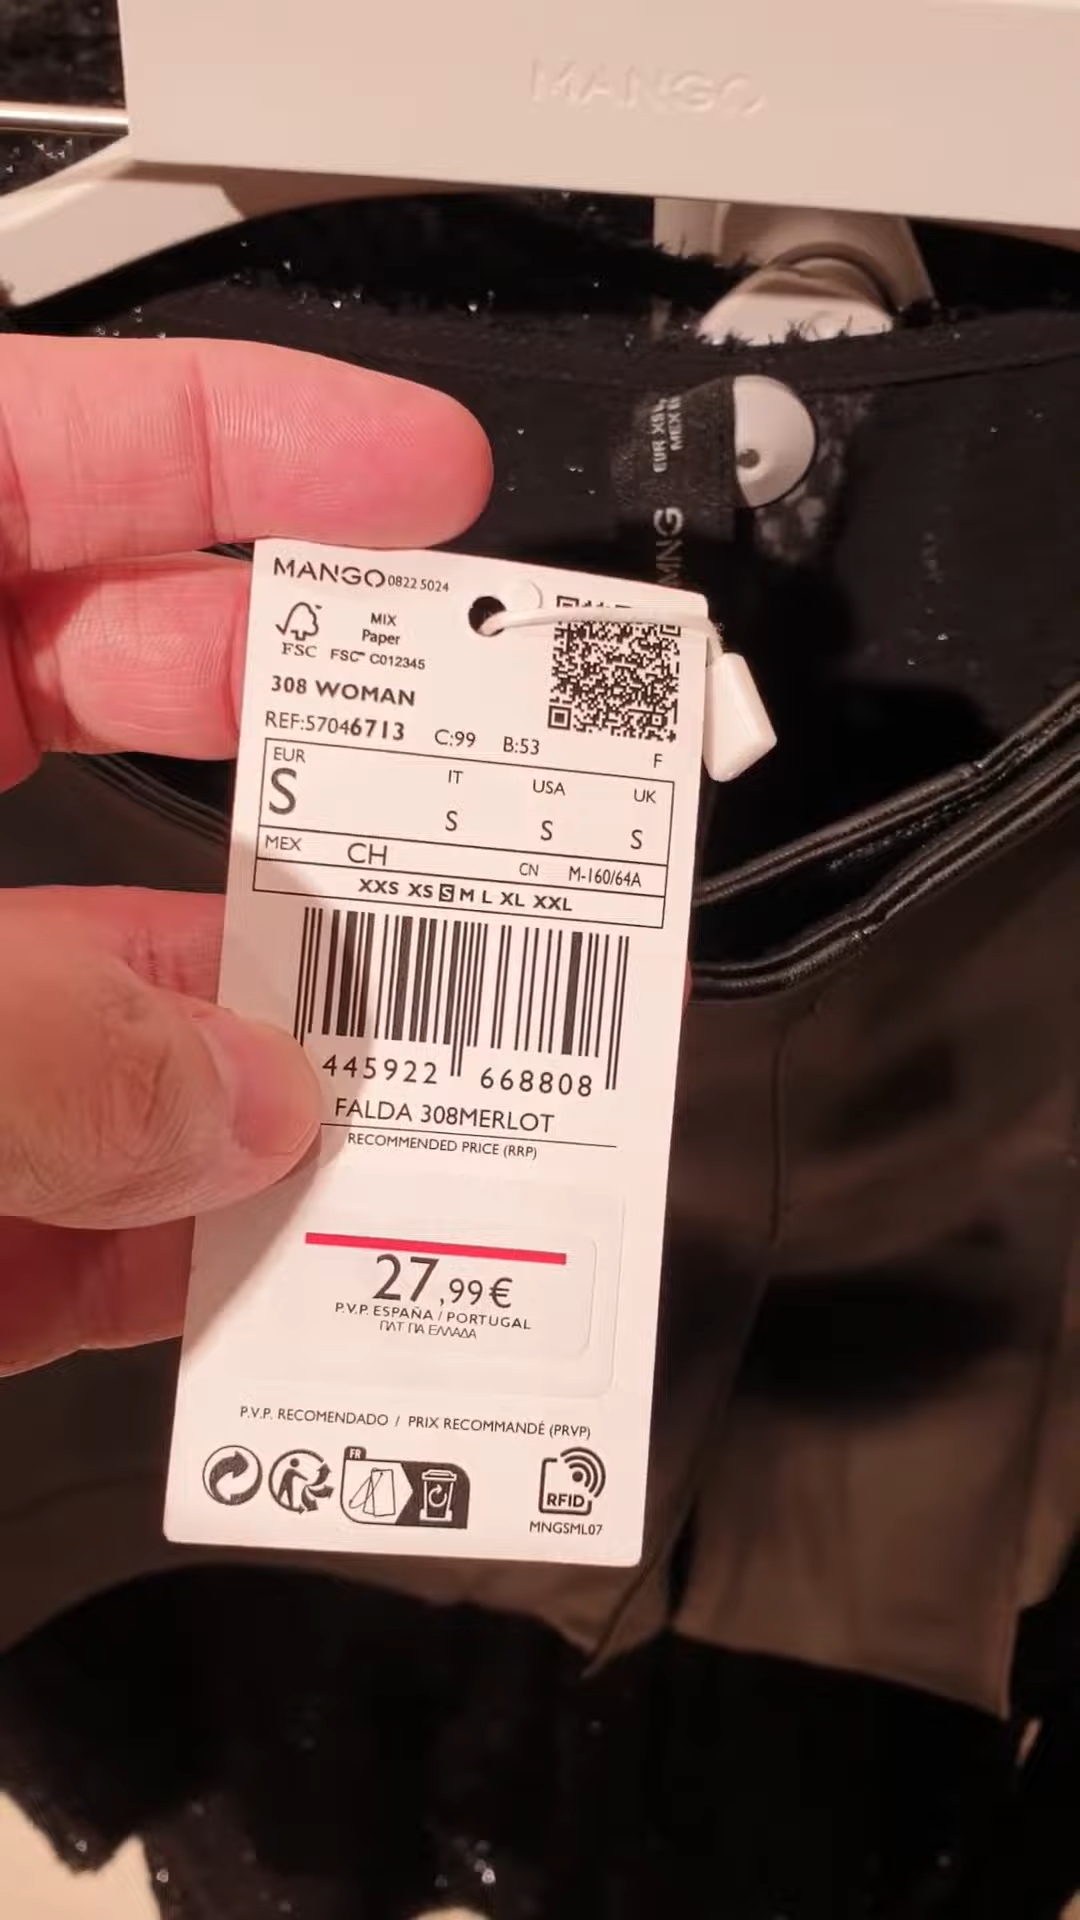 MANGO
EUR XS
MEX
MNG
MANGO 0822 5024
MIX
Paper
FSC FSC™ C012345
308 WOMAN
REF:57046713 C:99 B:53
F
EUR IT USA UK
S S S S
MEX CH CN M-160/64A
XXS XS S M L XL XXL
445922 668808
FALDA 308MERLOT
RECOMMENDED PRICE (RRP)
27,99€
P.V.P. ESPAÑA / PORTUGAL
ΠΛΤ ΓΙΑ ΕΛΛΑΔΑ
P.V.P. RECOMENDADO / PRIX RECOMMANDÉ (PRVP)
FR
RFID
MNGSML07